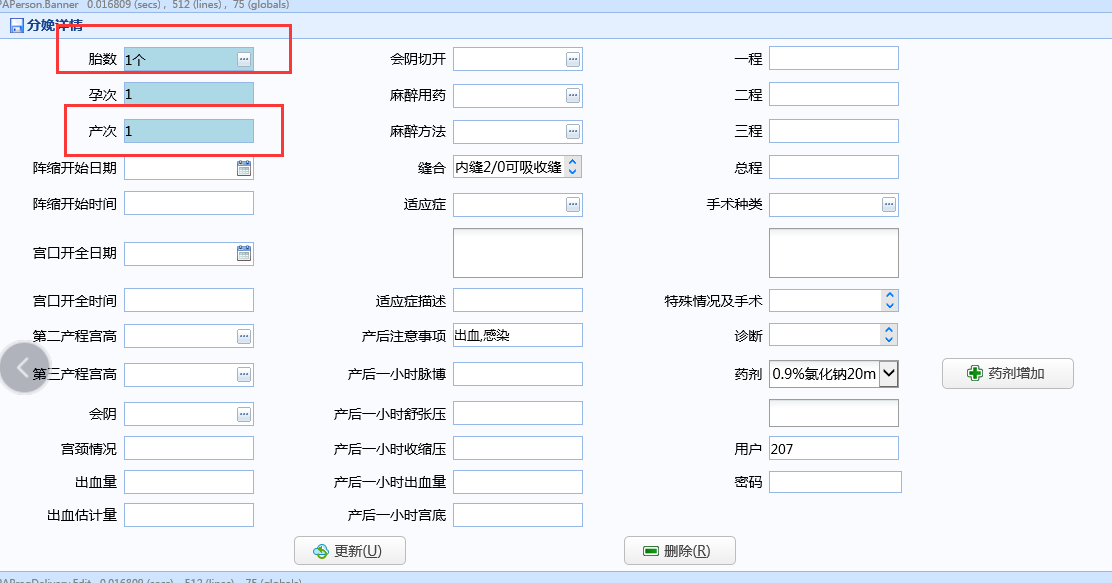 PAPerson.Banner 0.016809 (secs), 512 (lines), 75 (globals)
分娩详情
胎数 1个 会阴切开 一程
孕次 1 麻醉用药 二程
产次 1 麻醉方法 三程
阵缩开始日期 缝合 内缝2/0可吸收缝 总程
阵缩开始时间 适应症 手术种类
宫口开全日期
宫口开全时间 适应症描述 特殊情况及手术
第二产程宫高 产后注意事项 出血,感染 诊断
第三产程宫高 产后一小时脉博 药剂 0.9%氯化钠20m 药剂增加
会阴 产后一小时舒张压
宫颈情况 产后一小时收缩压 用户 207
出血量 产后一小时出血量 密码
出血估计量 产后一小时宫底
更新(U) 删除(R)
PAPregDelivery.Edit 0.016809 (secs), 512 (lines), 75 (globals)